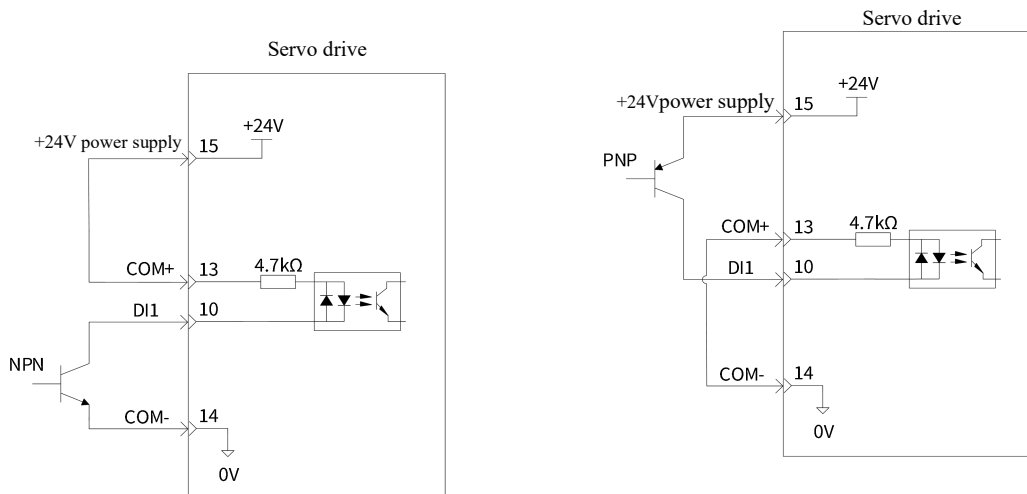 Servo drive
+24V
+24V power supply
15
COM+
13
4.7kΩ
DI1
10
NPN
COM-
14
0V
Servo drive
+24V
+24Vpower supply
15
PNP
COM+
13
4.7kΩ
DI1
10
COM-
14
0V